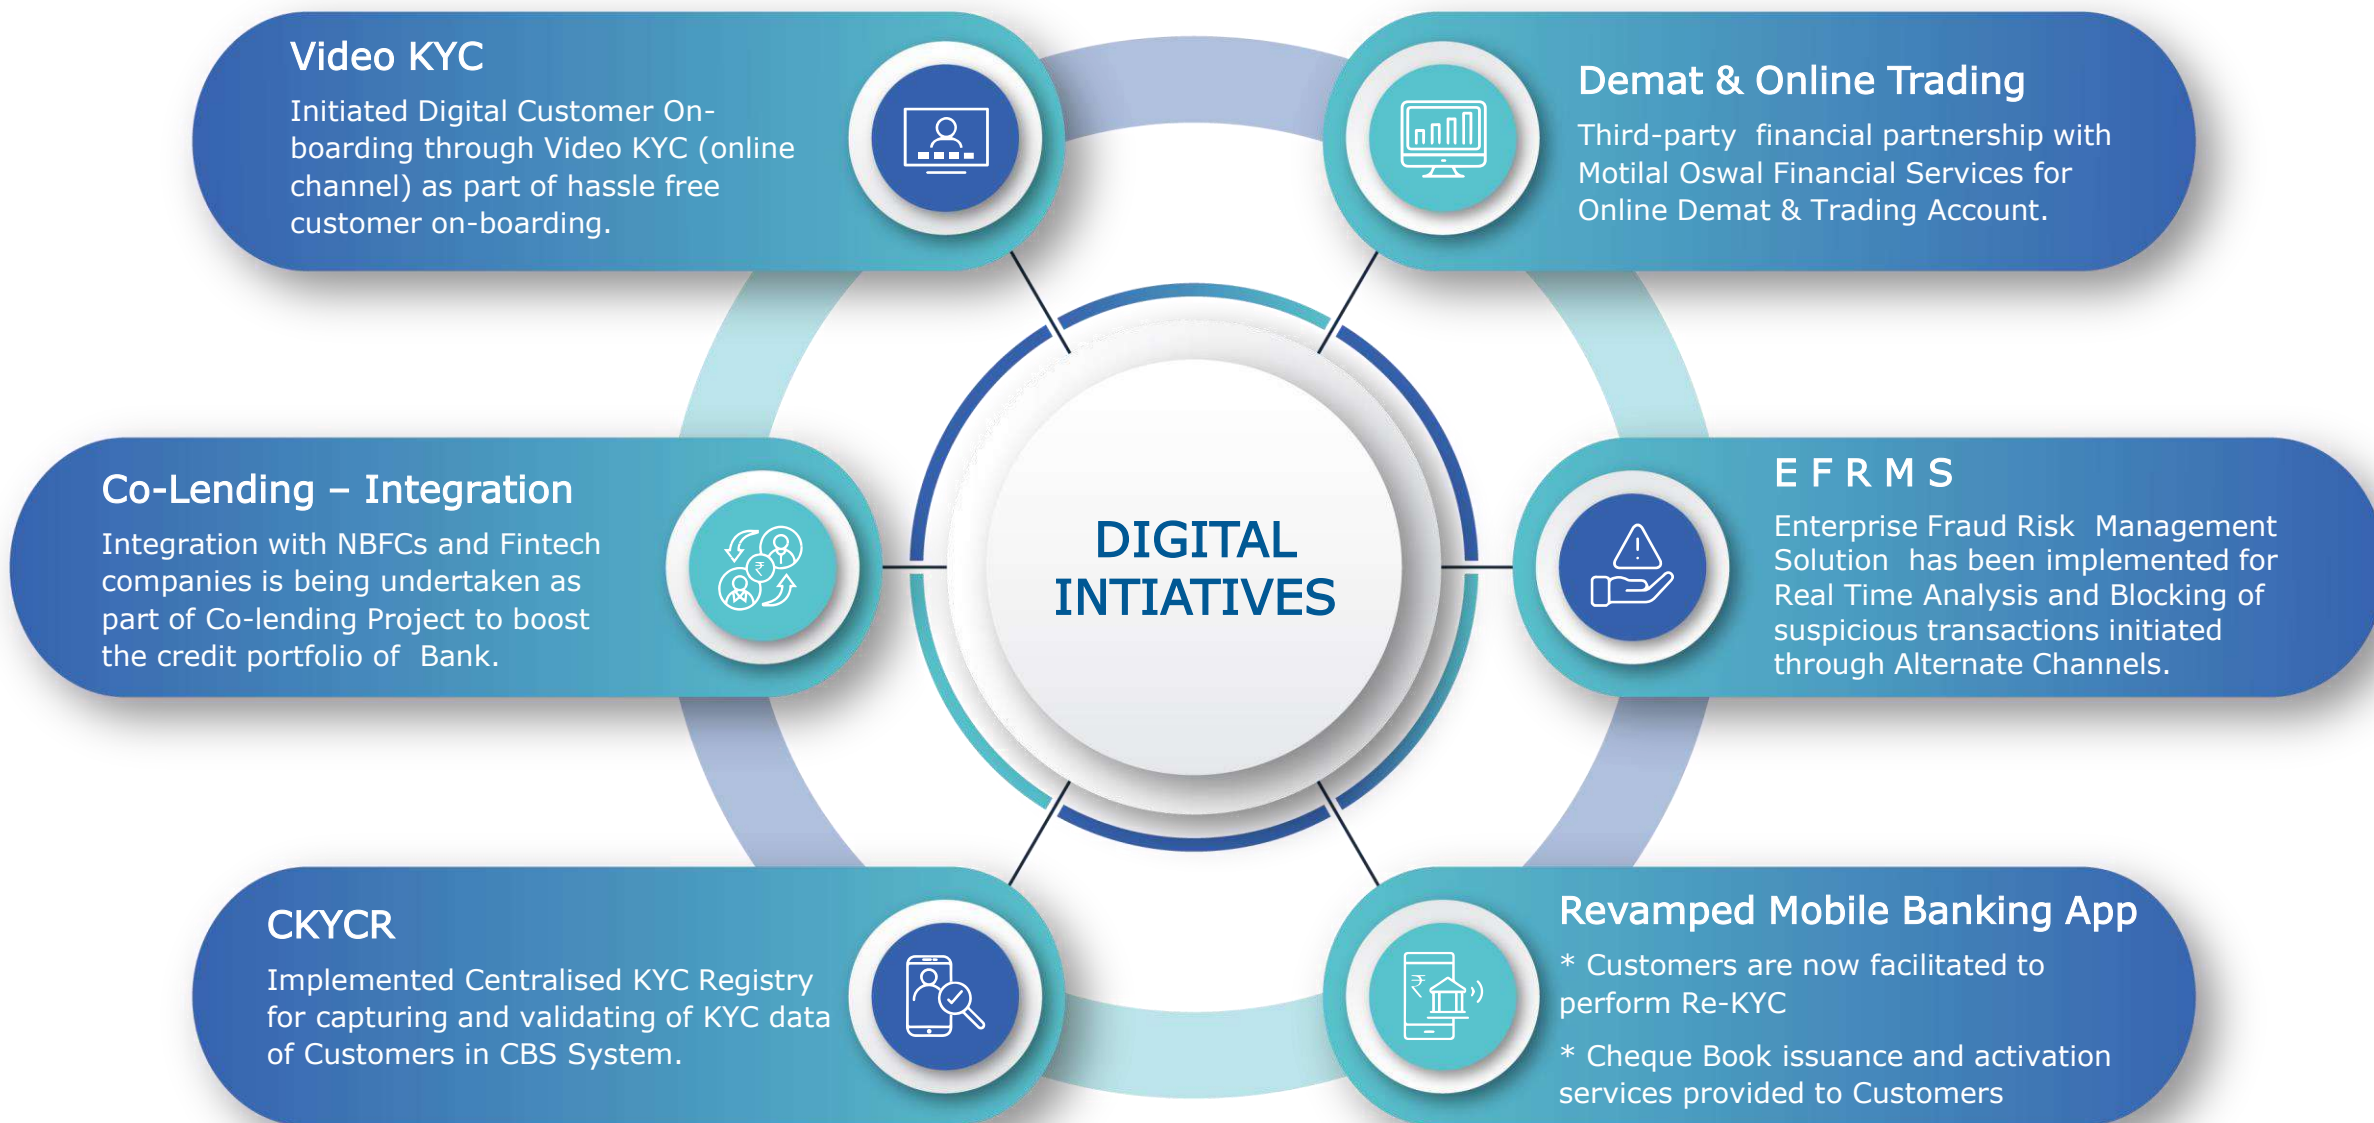 Video KYC
Initiated Digital Customer On-
boarding through Video KYC (online
channel) as part of hassle free
customer on-boarding.
Demat & Online Trading
Third-party financial partnership with
Motilal Oswal Financial Services for
Online Demat & Trading Account.
Co-Lending – Integration
Integration with NBFCs and Fintech
companies is being undertaken as
part of Co-lending Project to boost
the credit portfolio of Bank.
DIGITAL
INTIATIVES
E F R M S
Enterprise Fraud Risk Management
Solution has been implemented for
Real Time Analysis and Blocking of
suspicious transactions initiated
through Alternate Channels.
CKYCR
Implemented Centralised KYC Registry
for capturing and validating of KYC data
of Customers in CBS System.
Revamped Mobile Banking App
* Customers are now facilitated to
perform Re-KYC
* Cheque Book issuance and activation
services provided to Customers